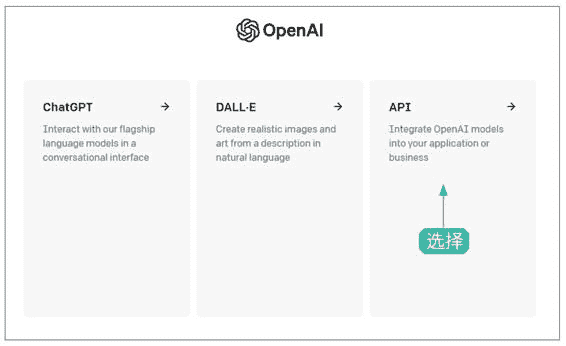 OpenAI
ChatGPT →
Interact with our flagship
language models in a
conversational interface
DALL·E →
Create realistic images and
art from a description in
natural language
API →
Integrate OpenAI models
into your application or
business
选择